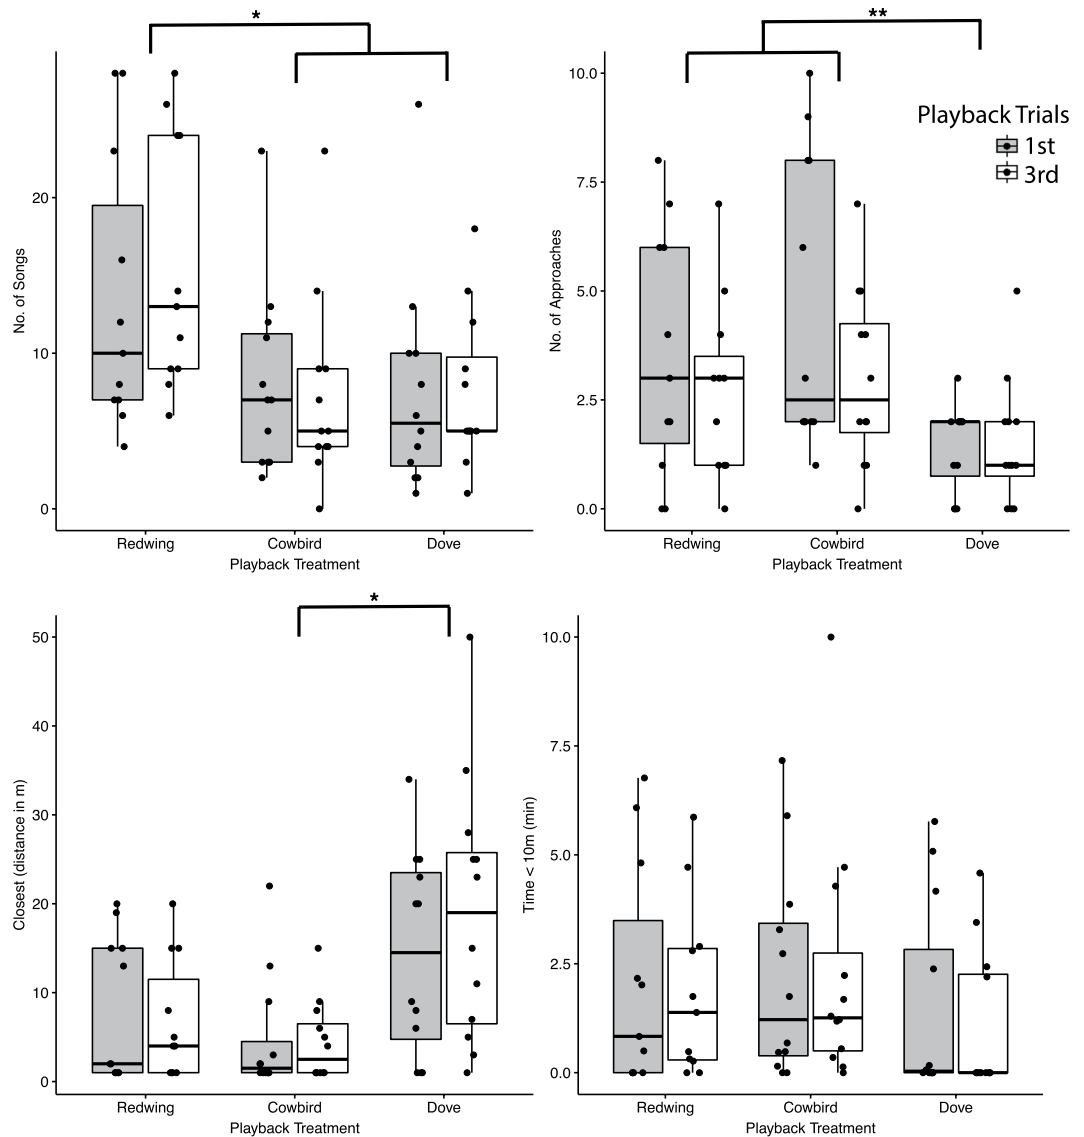 *
No. of Songs
20
10
0
Redwing Cowbird Dove
Playback Treatment
**
No. of Approaches
10.0
7.5
5.0
2.5
0.0
Redwing Cowbird Dove
Playback Treatment
Playback Trials
1st
3rd
*
Closest (distance in m)
50
40
30
20
10
0
Redwing Cowbird Dove
Playback Treatment
Time < 10m (min)
10.0
7.5
5.0
2.5
0.0
Redwing Cowbird Dove
Playback Treatment